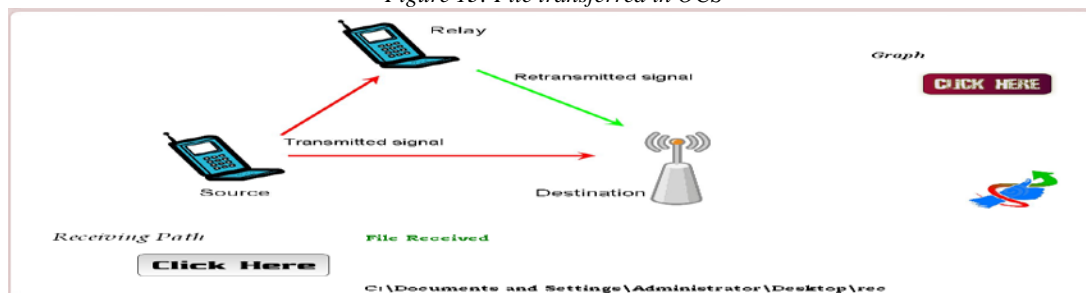 Relay
Graph
Retransmitted signal
CLICK HERE
Transmitted signal
Source
Destination
Receiving Path
File Received
Click Here
C:\Documents and Settings\Administrator\Desktop\rec